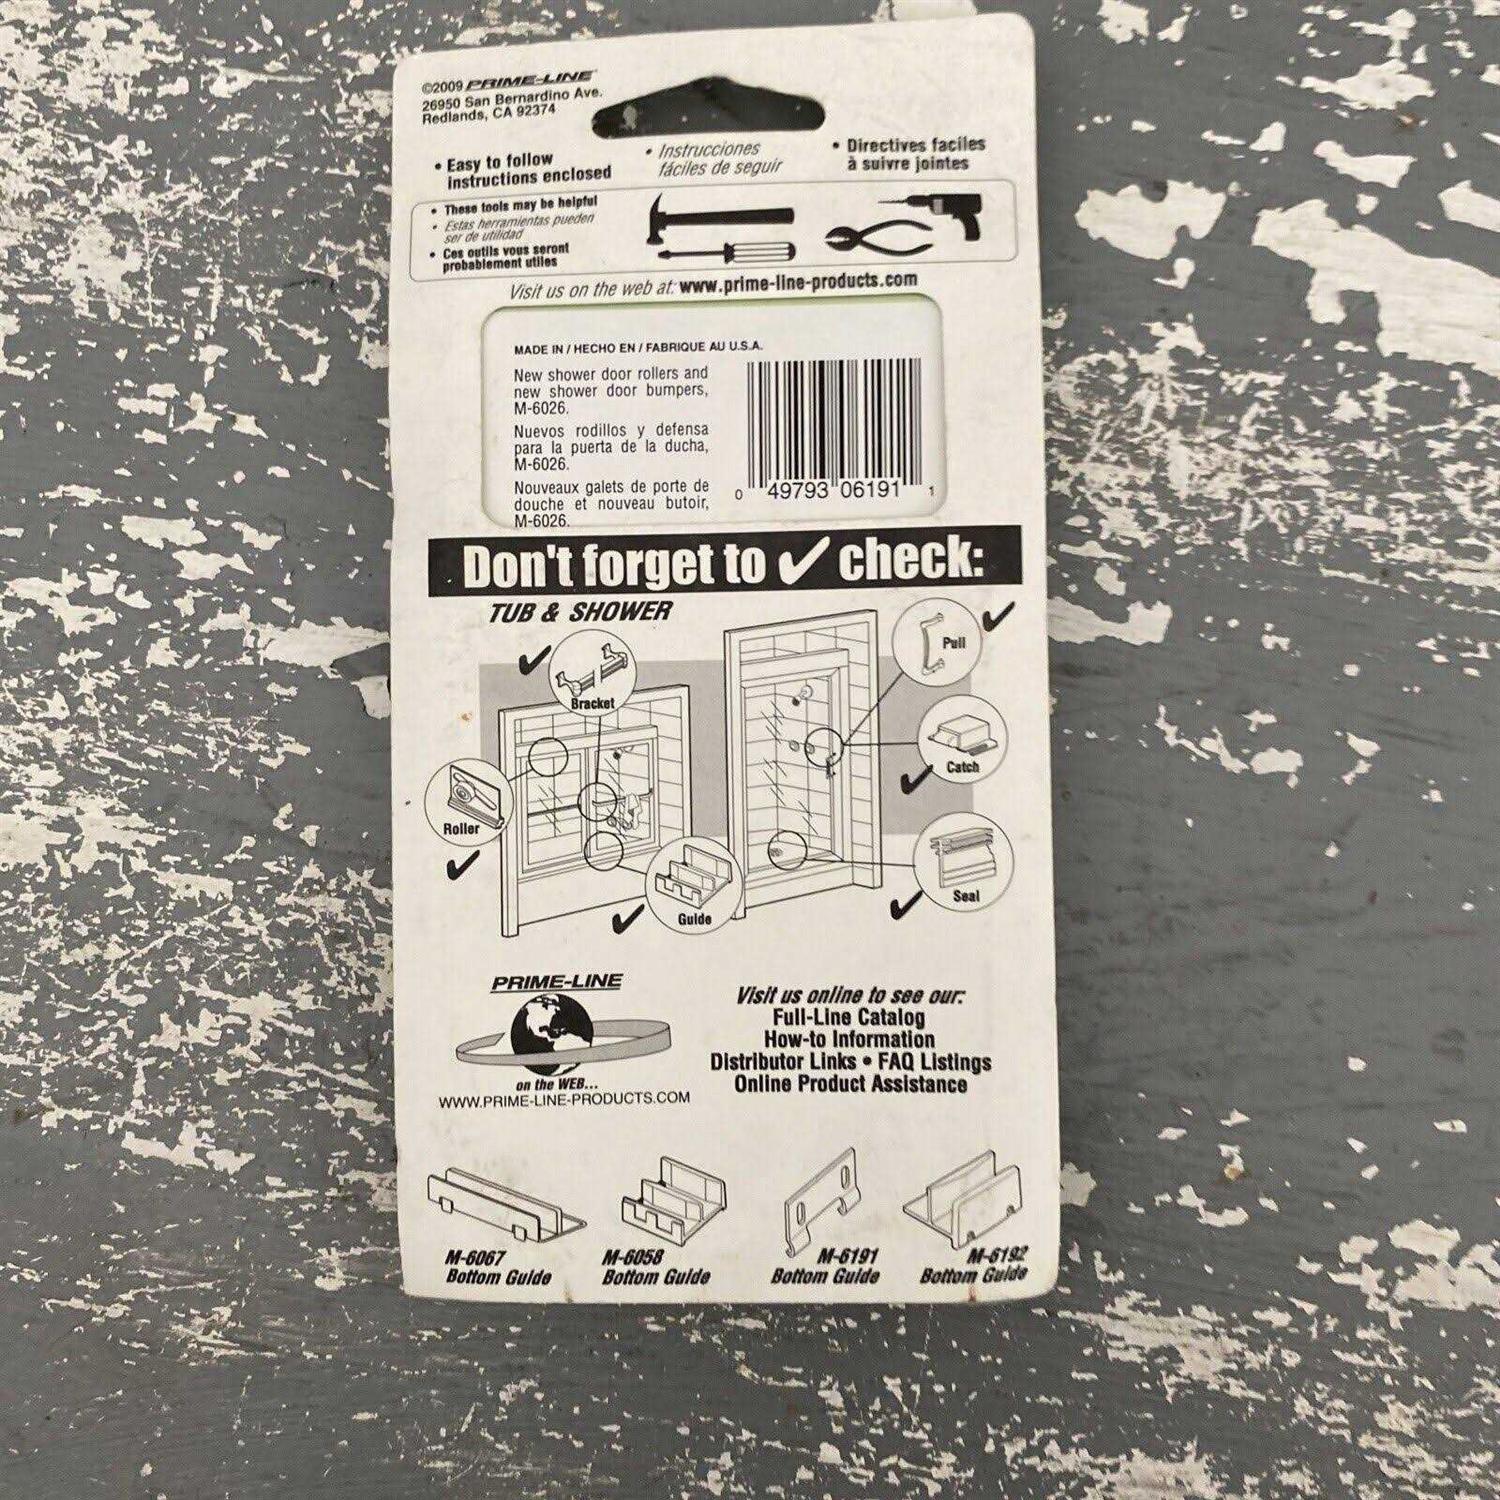 ©2009 PRIME-LINE
26950 San Bernardino Ave.
Redlands, CA 92374
• Easy to follow
instructions enclosed
• Instrucciones
fáciles de seguir
• Directives faciles
à suivre jointes
• These tools may be helpful
• Estas herramientas pueden
ser de utilidad
• Ces outils vous seront
probablement utiles
Visit us on the web at: www.prime-line-products.com
MADE IN / HECHO EN / FABRIQUE AU U.S.A.
New shower door rollers and
new shower door bumpers,
M-6026.
Nuevos rodillos y defensa
para la puerta de la ducha,
M-6026.
Nouveaux galets de porte de
douche et nouveau butoir,
M-6026.
0 49793 06191 1
Don't forget to ✓ check:
TUB & SHOWER
Bracket
Pull
Catch
Roller
Guide
Seal
PRIME-LINE
on the WEB...
WWW.PRIME-LINE-PRODUCTS.COM
Visit us online to see our:
Full-Line Catalog
How-to Information
Distributor Links • FAQ Listings
Online Product Assistance
M-6067
Bottom Guide
M-6058
Bottom Guide
M-6191
Bottom Guide
M-6192
Bottom Guide